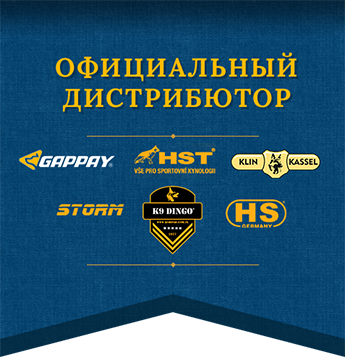 ОФИЦИАЛЬНЫЙ
ДИСТРИБЮТОР
GAPPAY
HST
VŠE PRO SPORTOVNÍ KYNOLOGII
KLIN KASSEL
STORM
K9 DINGO
HS
GERMANY